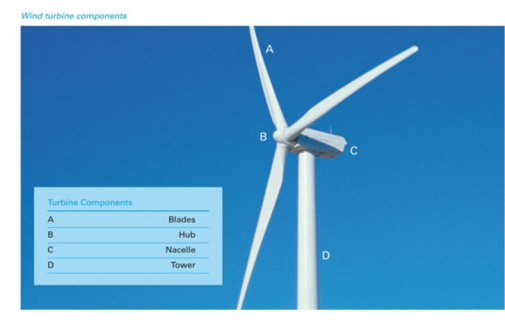 Wind turbine components
A
B
C
D
Turbine Components
A Blades
B Hub
C Nacelle
D Tower